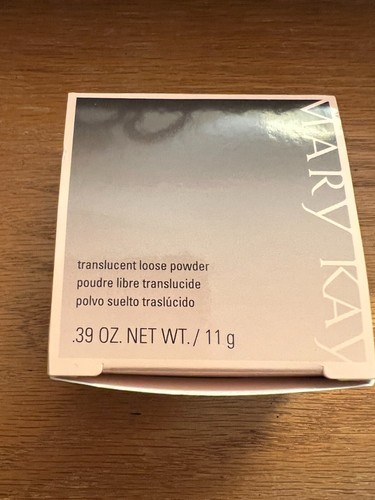 MARY KAY
translucent loose powder
poudre libre translucide
polvo suelto traslúcido
.39 OZ. NET WT. / 11 g